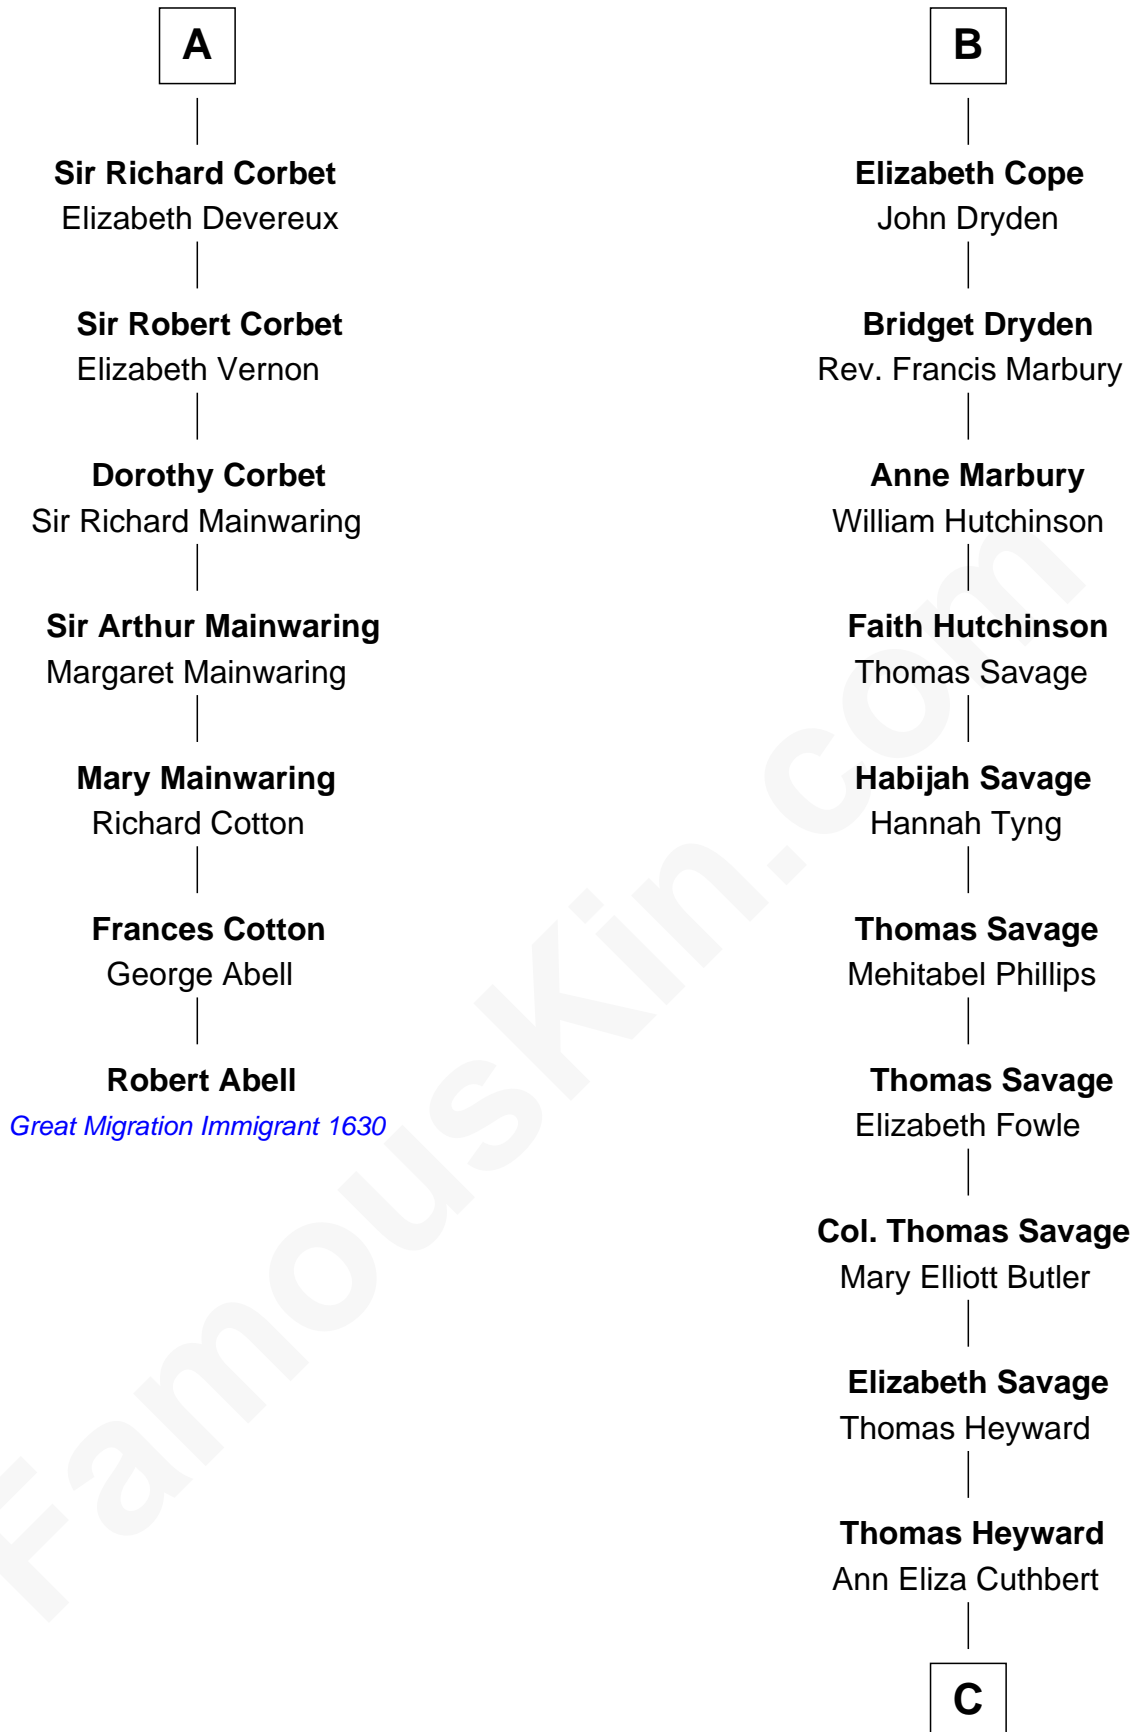 A
Sir Richard Corbet
Elizabeth Devereux
Sir Robert Corbet
Elizabeth Vernon
Dorothy Corbet
Sir Richard Mainwaring
Sir Arthur Mainwaring
Margaret Mainwaring
Mary Mainwaring
Richard Cotton
Frances Cotton
George Abell
Robert Abell
Great Migration Immigrant 1630
B
Elizabeth Cope
John Dryden
Bridget Dryden
Rev. Francis Marbury
Anne Marbury
William Hutchinson
Faith Hutchinson
Thomas Savage
Habijah Savage
Hannah Tyng
Thomas Savage
Mehitabel Phillips
Thomas Savage
Elizabeth Fowle
Col. Thomas Savage
Mary Elliott Butler
Elizabeth Savage
Thomas Heyward
Thomas Heyward
Ann Eliza Cuthbert
C
FamousKin.com